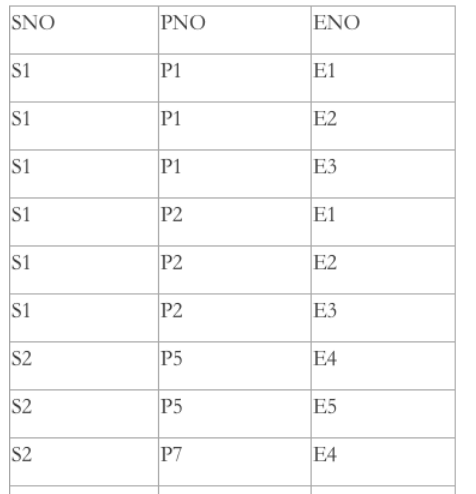 SNO PNO ENO
S1 P1 E1
S1 P1 E2
S1 P1 E3
S1 P2 E1
S1 P2 E2
S1 P2 E3
S2 P5 E4
S2 P5 E5
S2 P7 E4